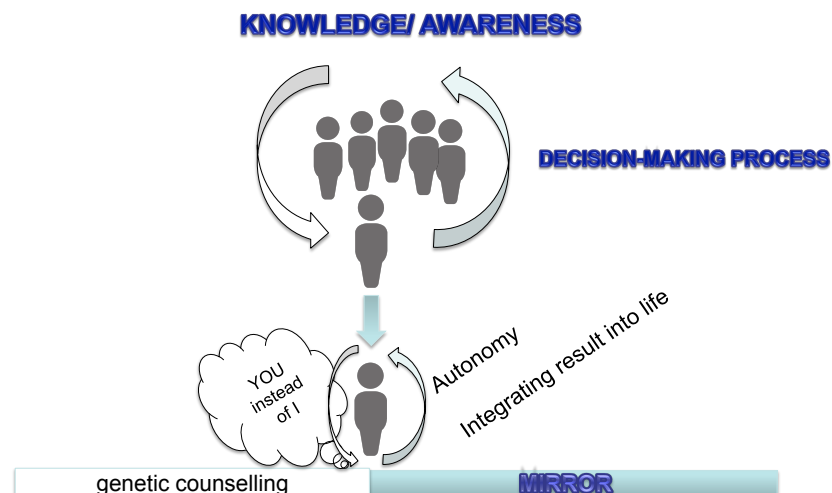 KNOWLEDGE/ AWARENESS
DECISION-MAKING PROCESS
YOU
instead
of I
Autonomy
Integrating result into life
genetic counselling
MIRROR